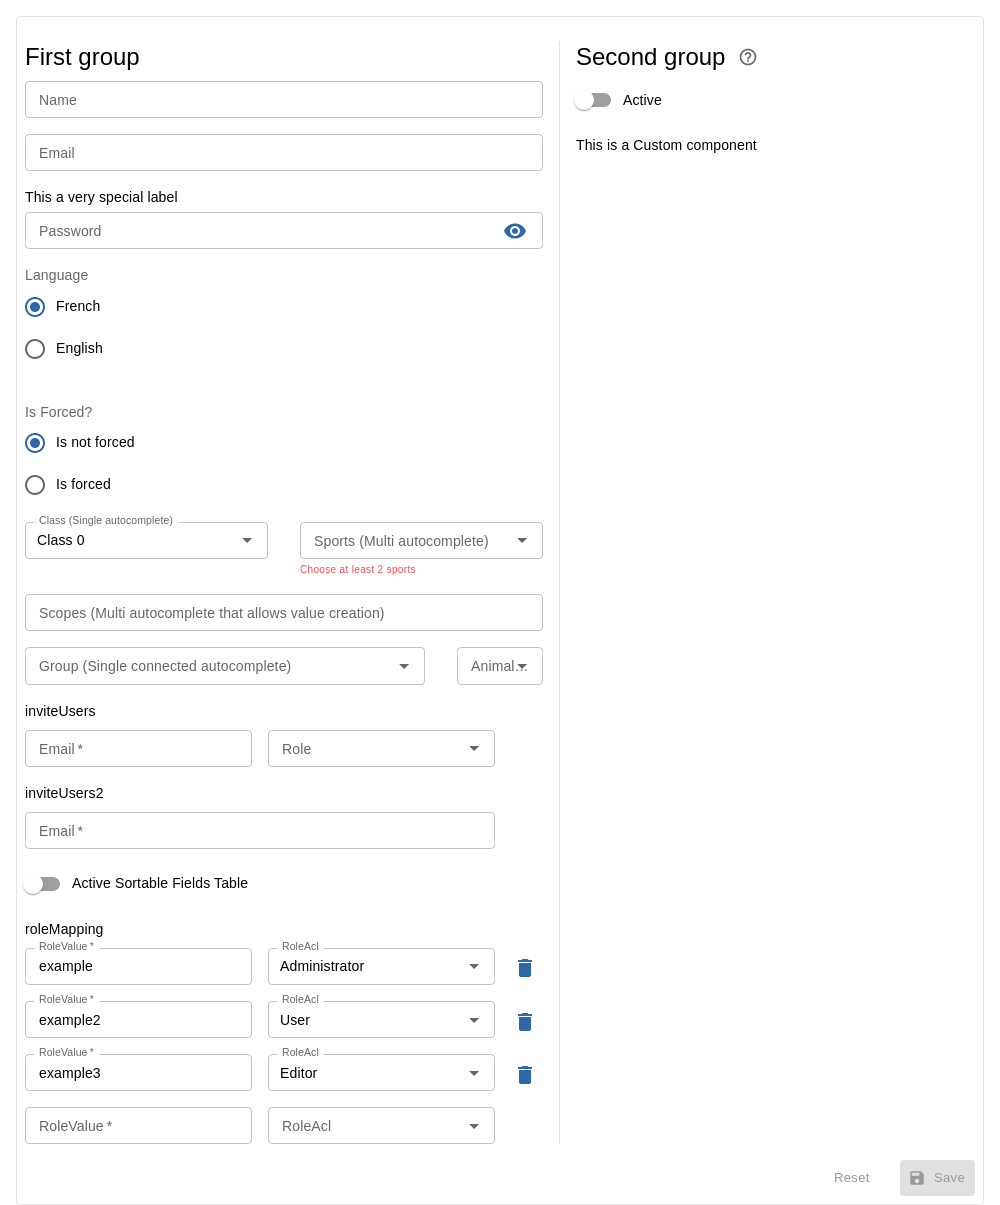 First group
Name
Email
This a very special label
Password
Language
French
English
Is Forced?
Is not forced
Is forced
Class (Single autocomplete)
Class 0
Sports (Multi autocomplete)
Choose at least 2 sports
Scopes (Multi autocomplete that allows value creation)
Group (Single connected autocomplete)
Animal...
inviteUsers
Email *
Role
inviteUsers2
Email *
Active Sortable Fields Table
roleMapping
RoleValue *
RoleAcl
example
Administrator
RoleValue *
RoleAcl
example2
User
RoleValue *
RoleAcl
example3
Editor
RoleValue *
RoleAcl
Second group
Active
This is a Custom component
Reset
Save